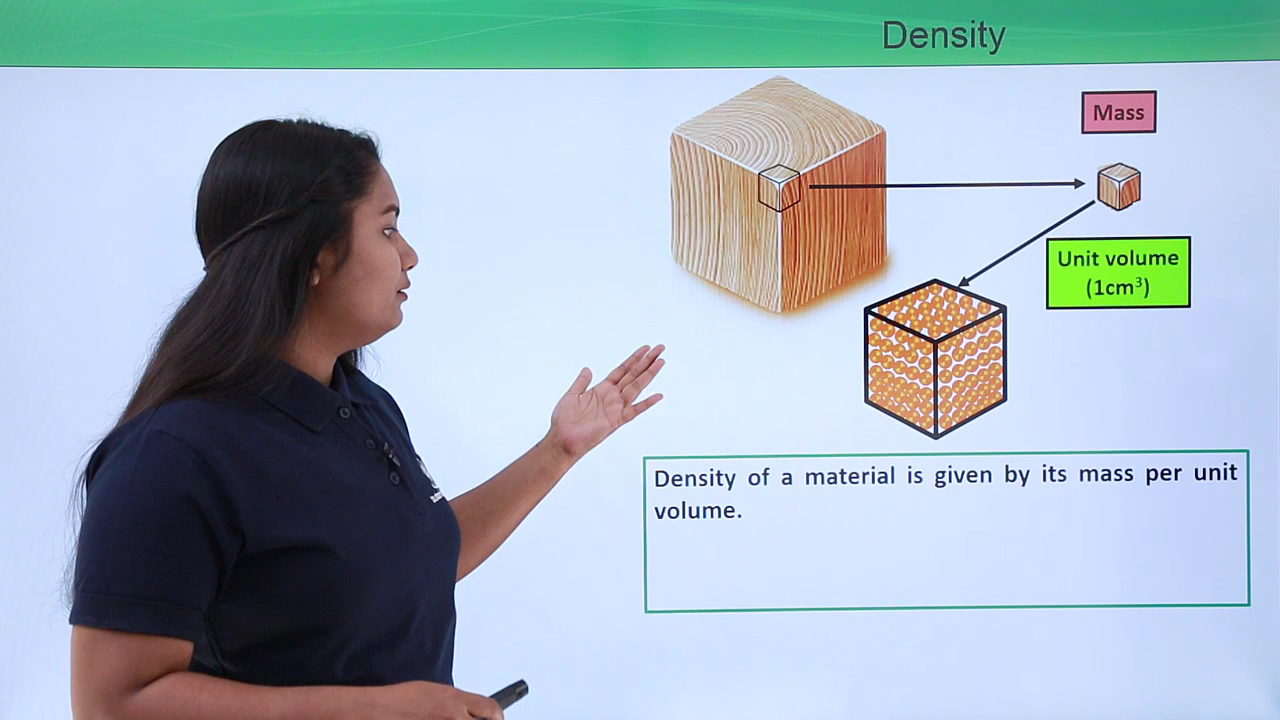 Density
Mass
Unit volume
(1cm³)
Density of a material is given by its mass per unit
volume.